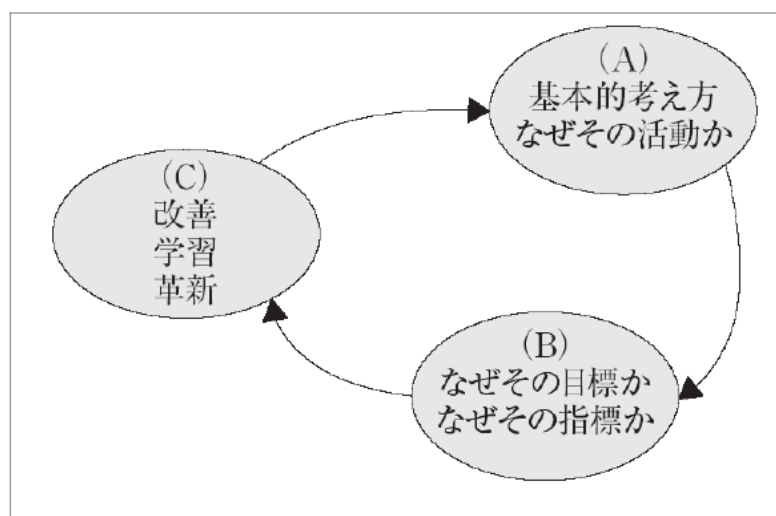 (A)
基本的考え方
なぜその活動か
(B)
なぜその目標か
なぜその指標か
(C)
改善
学習
革新